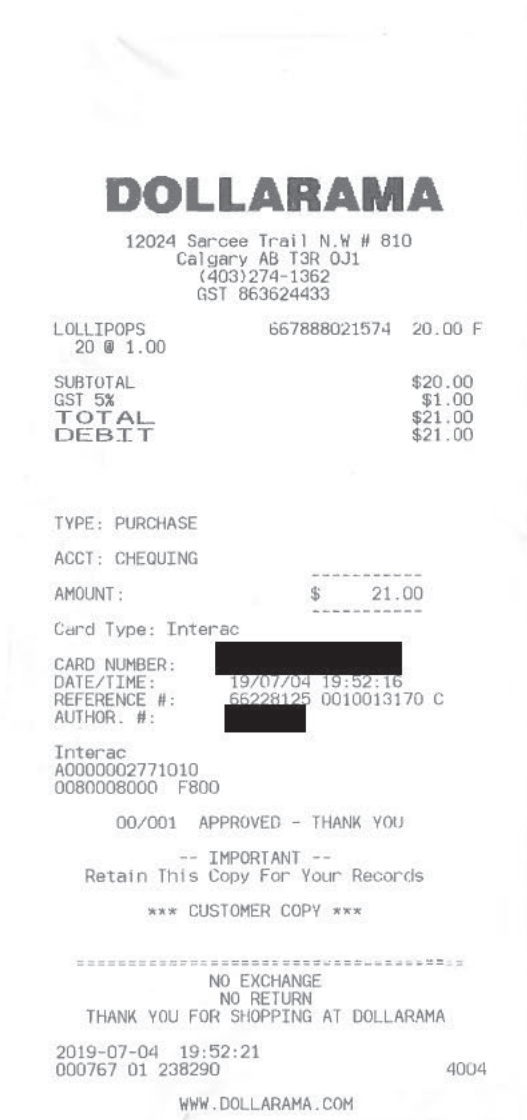 DOLLARAMA
12024 Sarcee Trail N.W # 810
Calgary AB T3R 0J1
(403)274-1362
GST 863624433
LOLLIPOPS 667888021574 20.00 F
20 @ 1.00
SUBTOTAL $20.00
GST 5% $1.00
TOTAL $21.00
DEBIT $21.00
TYPE: PURCHASE
ACCT: CHEQUING
-----------
AMOUNT: $ 21.00
-----------
Card Type: Interac
CARD NUMBER:
DATE/TIME: 19/07/04 19:52:16
REFERENCE #: 66228125 0010013170 C
AUTHOR. #:
Interac
A0000002771010
0080008000 F800
00/001 APPROVED - THANK YOU
-- IMPORTANT --
Retain This Copy For Your Records
*** CUSTOMER COPY ***
========================================
NO EXCHANGE
NO RETURN
THANK YOU FOR SHOPPING AT DOLLARAMA
2019-07-04 19:52:21
000767 01 238290 4004
WWW.DOLLARAMA.COM